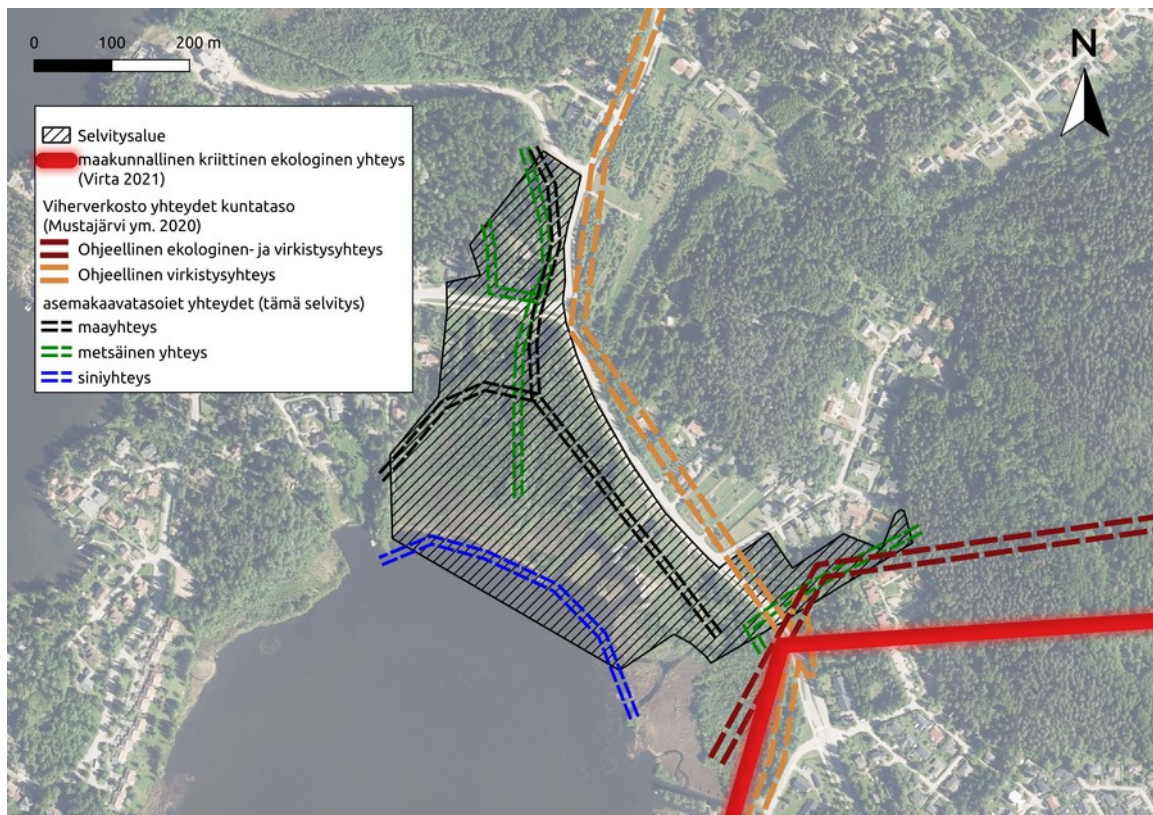 0 100 200 m
N
Selvitysalue
maakunnallinen kriittinen ekologinen yhteys
(Virta 2021)
Viherverkosto yhteydet kuntataso
(Mustajärvi ym. 2020)
Ohjeellinen ekologinen- ja virkistysyhteys
Ohjeellinen virkistysyhteys
asemakaavatasoiet yhteydet (tämä selvitys)
maayhteys
metsäinen yhteys
siniyhteys